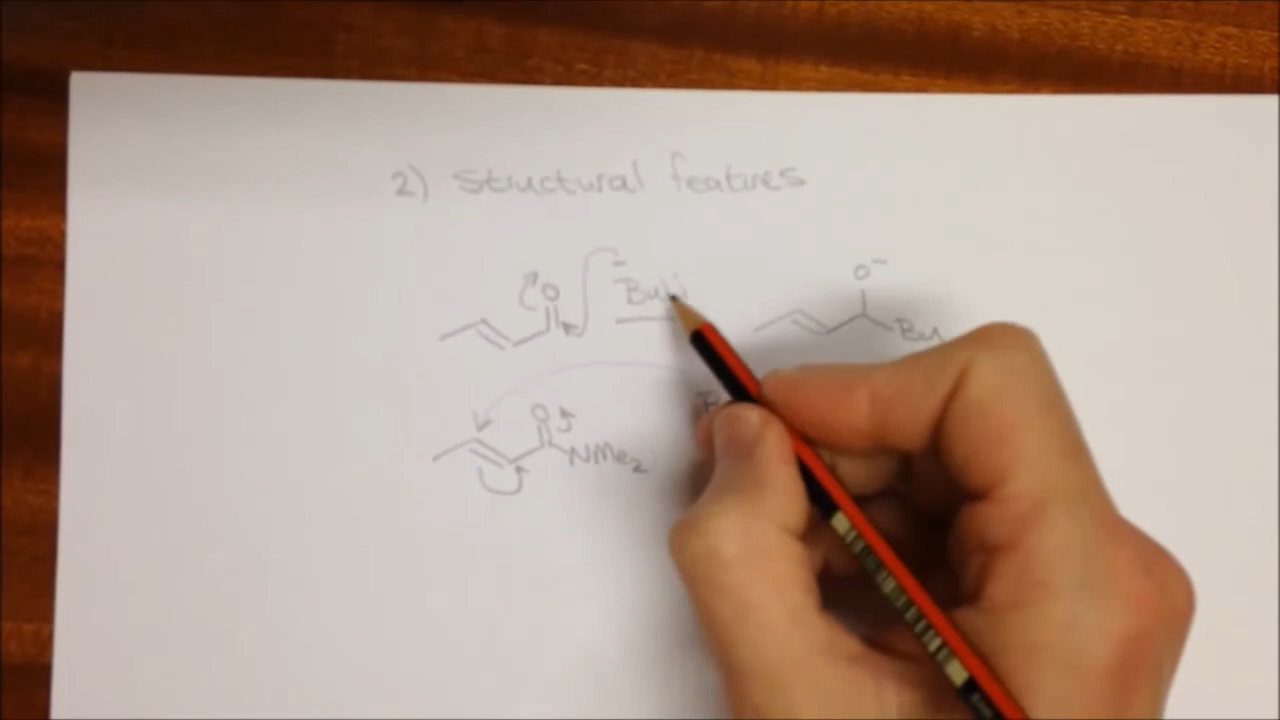 2) Structural features
O - BuLi O-
Bu
O
NMe2